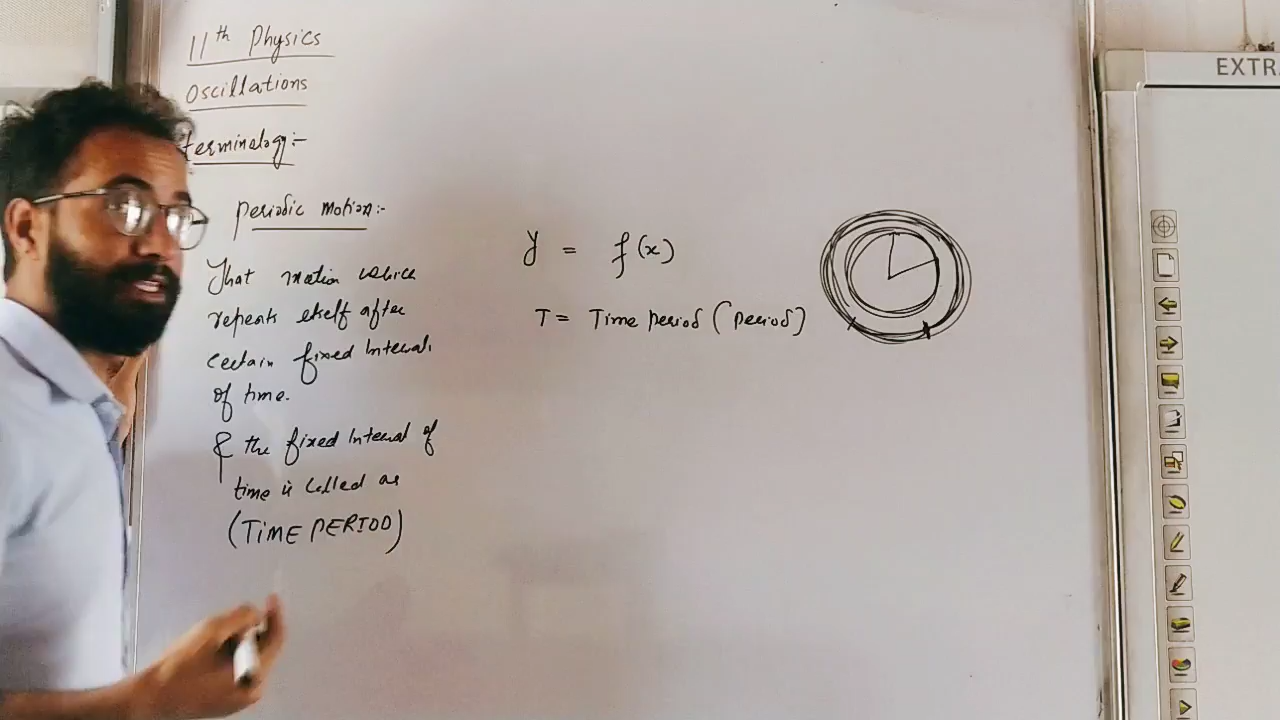 11th Physics
Oscillations
terminology:-
periodic motion:-
That motion which
repeats itself after
certain fixed Interval
of time.
& the fixed Interval of
time is called as
(TIME PERIOD)
y = f(x)
T = Time period (period)
EXTR